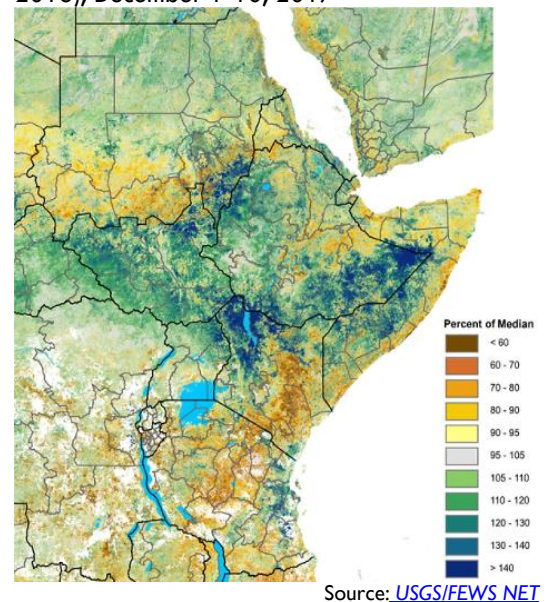 2016), December 1-10, 2017
Percent of Median
< 60
60 - 70
70 - 80
80 - 90
90 - 95
95 - 105
105 - 110
110 - 120
120 - 130
130 - 140
> 140
Source: USGS/FEWS NET